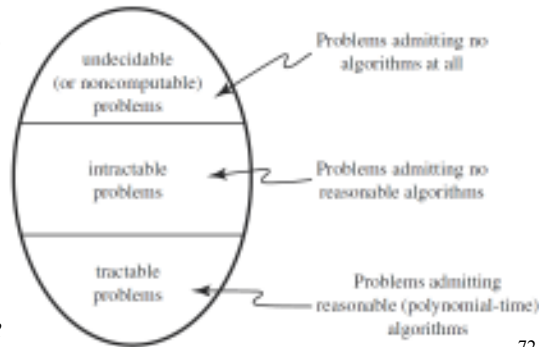 undecidable
(or noncomputable)
problems
Problems admitting no
algorithms at all
intractable
problems
Problems admitting no
reasonable algorithms
tractable
problems
Problems admitting
reasonable (polynomial-time)
algorithms
72